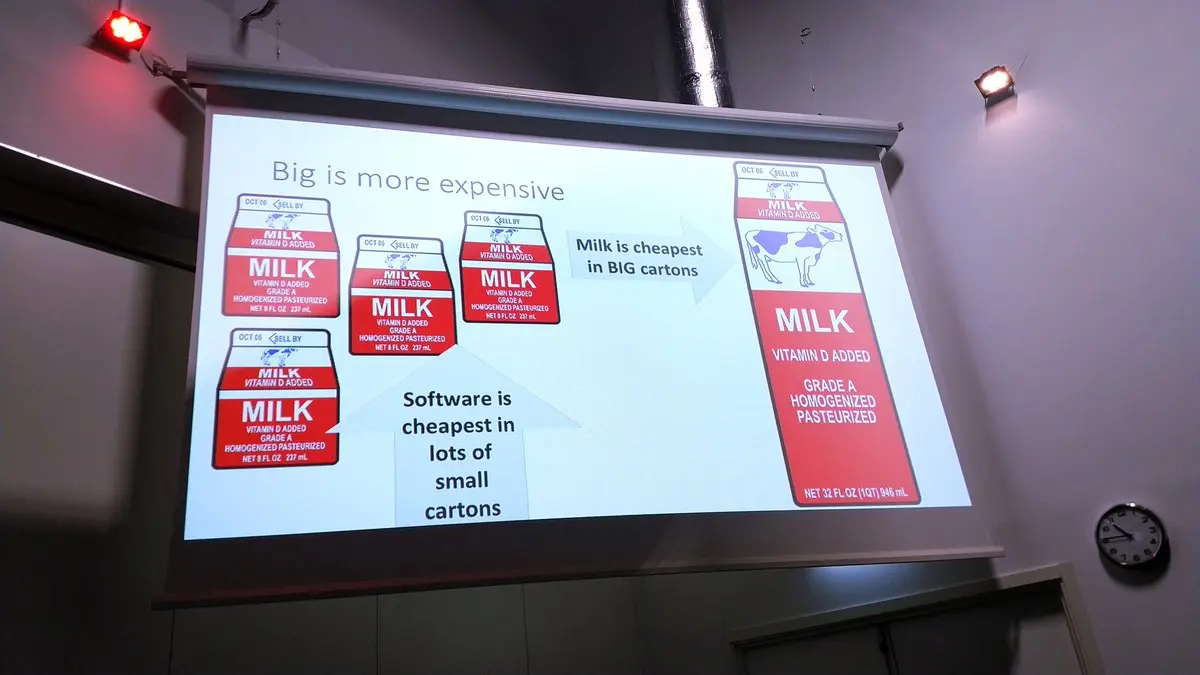 Big is more expensive
OCT 06 SELL BY
MILK
VITAMIN D ADDED
MILK
VITAMIN D ADDED
GRADE A
HOMOGENIZED PASTEURIZED
NET 8 FL OZ 237 mL
OCT 06 SELL BY
MILK
VITAMIN D ADDED
MILK
VITAMIN D ADDED
GRADE A
HOMOGENIZED PASTEURIZED
NET 8 FL OZ 237 mL
OCT 06 SELL BY
MILK
VITAMIN D ADDED
MILK
VITAMIN D ADDED
GRADE A
HOMOGENIZED PASTEURIZED
NET 8 FL OZ 237 mL
Milk is cheapest
in BIG cartons
OCT 06 SELL BY
MILK
VITAMIN D ADDED
MILK
VITAMIN D ADDED
GRADE A
HOMOGENIZED
PASTEURIZED
NET 32 FL OZ (1QT) 946 mL
OCT 06 SELL BY
MILK
VITAMIN D ADDED
MILK
VITAMIN D ADDED
GRADE A
HOMOGENIZED PASTEURIZED
NET 8 FL OZ 237 mL
Software is
cheapest in
lots of
small
cartons